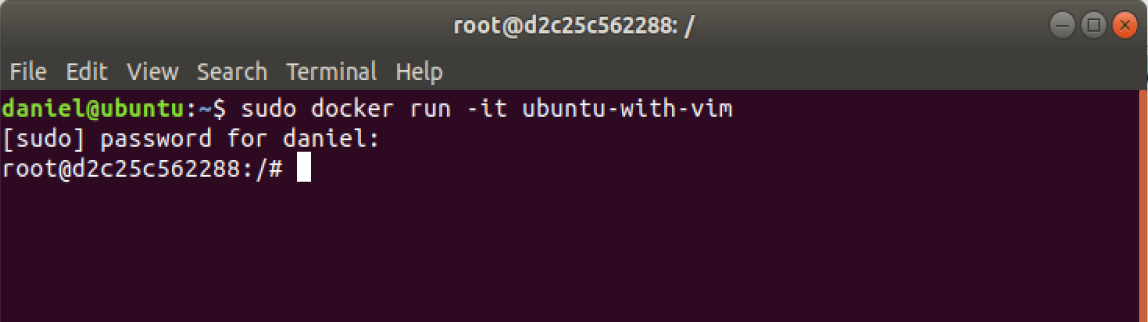 root@d2c25c562288: /
File Edit View Search Terminal Help
daniel@ubuntu:~$ sudo docker run -it ubuntu-with-vim
[sudo] password for daniel:
root@d2c25c562288:/#